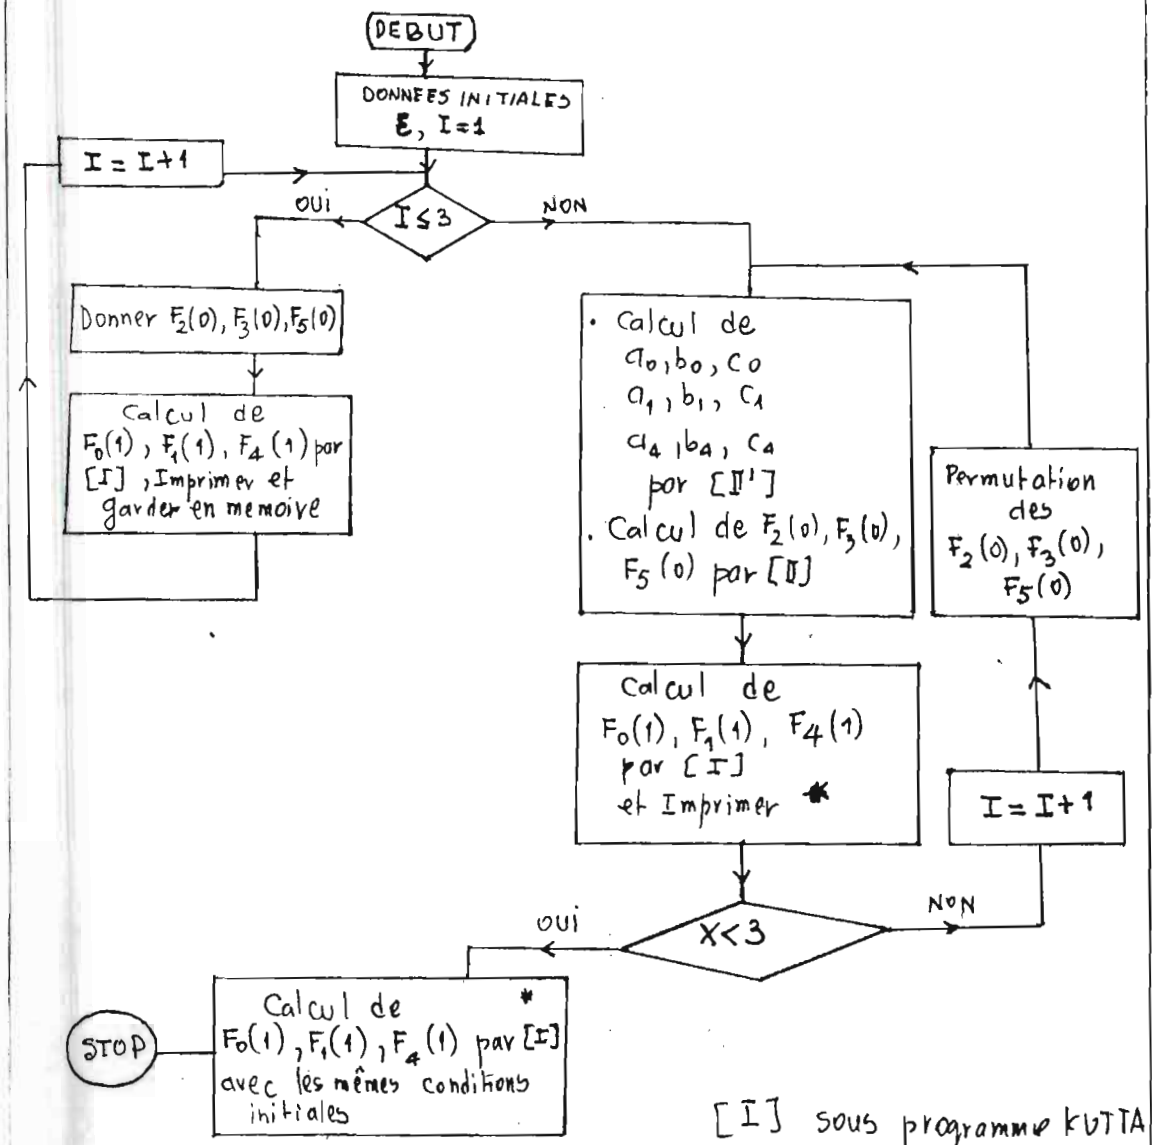 DEBUT
DONNEES INITIALES
ε, I=1
I = I+1
OUi
I≤3
NON
Donner F₂(0), F₃(0), F₅(0)
Calcul de
F₀(1), F₁(1), F₄(1) par
[I], Imprimer et
garder en memoire
. Calcul de
a₀, b₀, c₀
a₁, b₁, c₁
a₄, b₄, c₄
par [II']
. Calcul de F₂(0), F₃(0),
F₅(0) par [II]
Permutation
des
F₂(0), F₃(0),
F₅(0)
Calcul de
F₀(1), F₁(1), F₄(1)
par [I]
et Imprimer *
I = I+1
OUi
X<3
NON
Calcul de *
F₀(1), F₁(1), F₄(1) par [I]
avec les mêmes conditions
initiales
STOP
[I] sous programme KUTTA